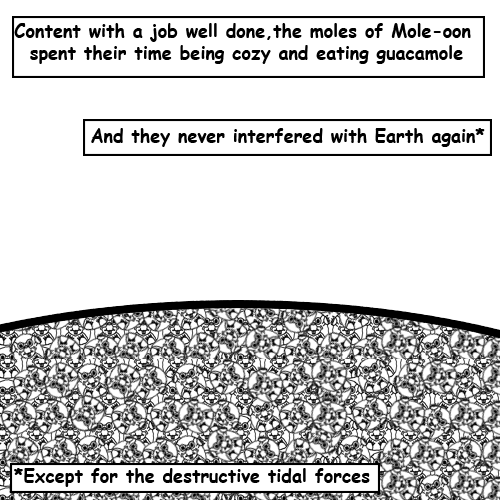 Content with a job well done,the moles of Mole-oon
spent their time being cozy and eating guacamole
And they never interfered with Earth again*
*Except for the destructive tidal forces